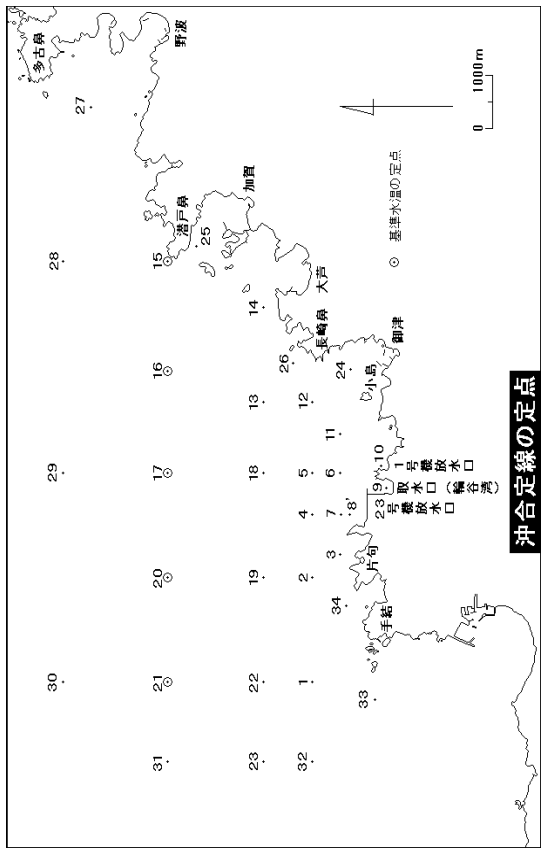 多古鼻
30
29
28
27
31
21
20
17
16
15
潜戸鼻
野波
25
23
22
19
18
13
14
加賀
26
32
1
2
4
5
12
長崎鼻
大芦
34
3
7
6
11
24
8'
33
片句
小島
手結
23
号機放水口
9
取水口(輪谷湾)
10
1号機放水口
御津
基準水温の定点
0 1000m
沖合定線の定点